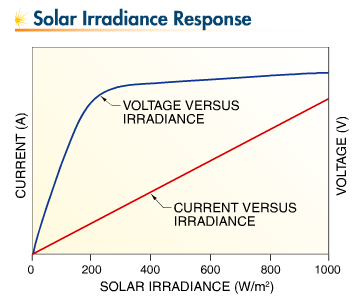 Solar Irradiance Response
CURRENT (A)
VOLTAGE VERSUS
IRRADIANCE
CURRENT VERSUS
IRRADIANCE
VOLTAGE (V)
0 200 400 600 800 1000
SOLAR IRRADIANCE (W/m²)